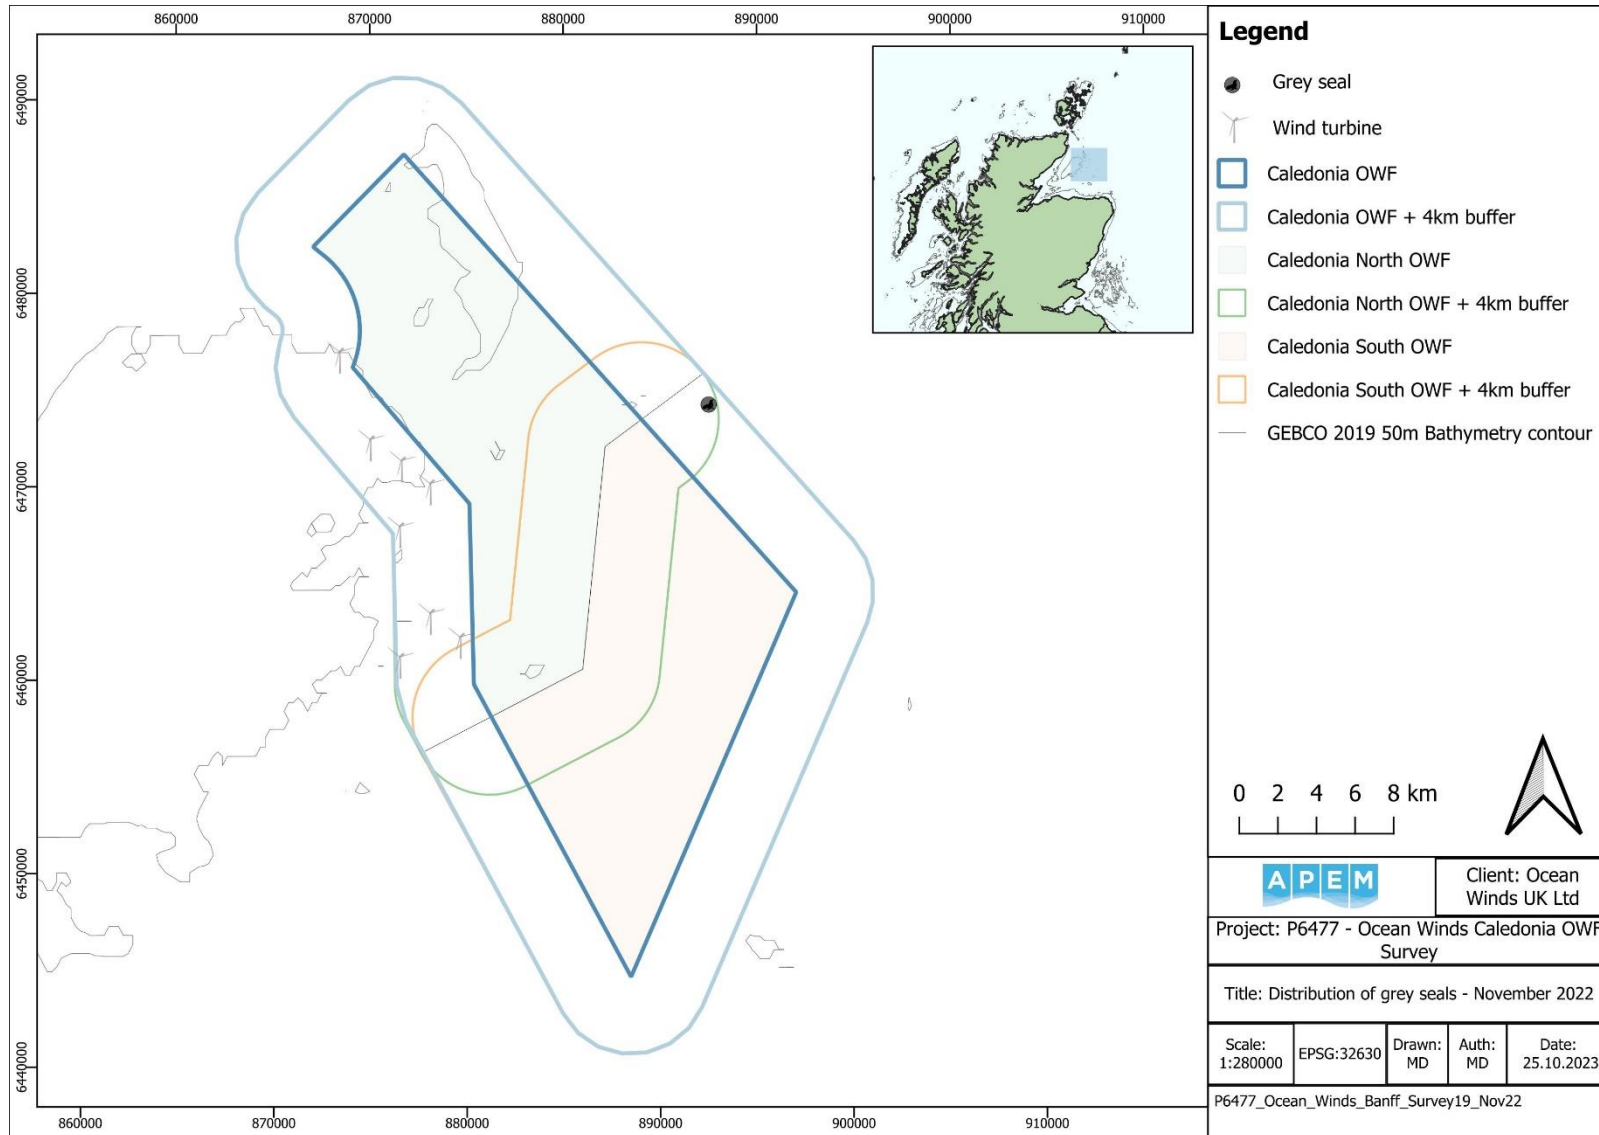 860000 870000 880000 890000 900000 910000
6490000
6480000
6470000
6460000
6450000
6440000
860000 870000 880000 890000 900000 910000
Legend
Grey seal
Wind turbine
Caledonia OWF
Caledonia OWF + 4km buffer
Caledonia North OWF
Caledonia North OWF + 4km buffer
Caledonia South OWF
Caledonia South OWF + 4km buffer
GEBCO 2019 50m Bathymetry contour
0 2 4 6 8 km
APEM
Client: Ocean
Winds UK Ltd
Project: P6477 - Ocean Winds Caledonia OWF
Survey
Title: Distribution of grey seals - November 2022
Scale:
1:280000
EPSG:32630
Drawn:
MD
Auth:
MD
Date:
25.10.2023
P6477_Ocean_Winds_Banff_Survey19_Nov22